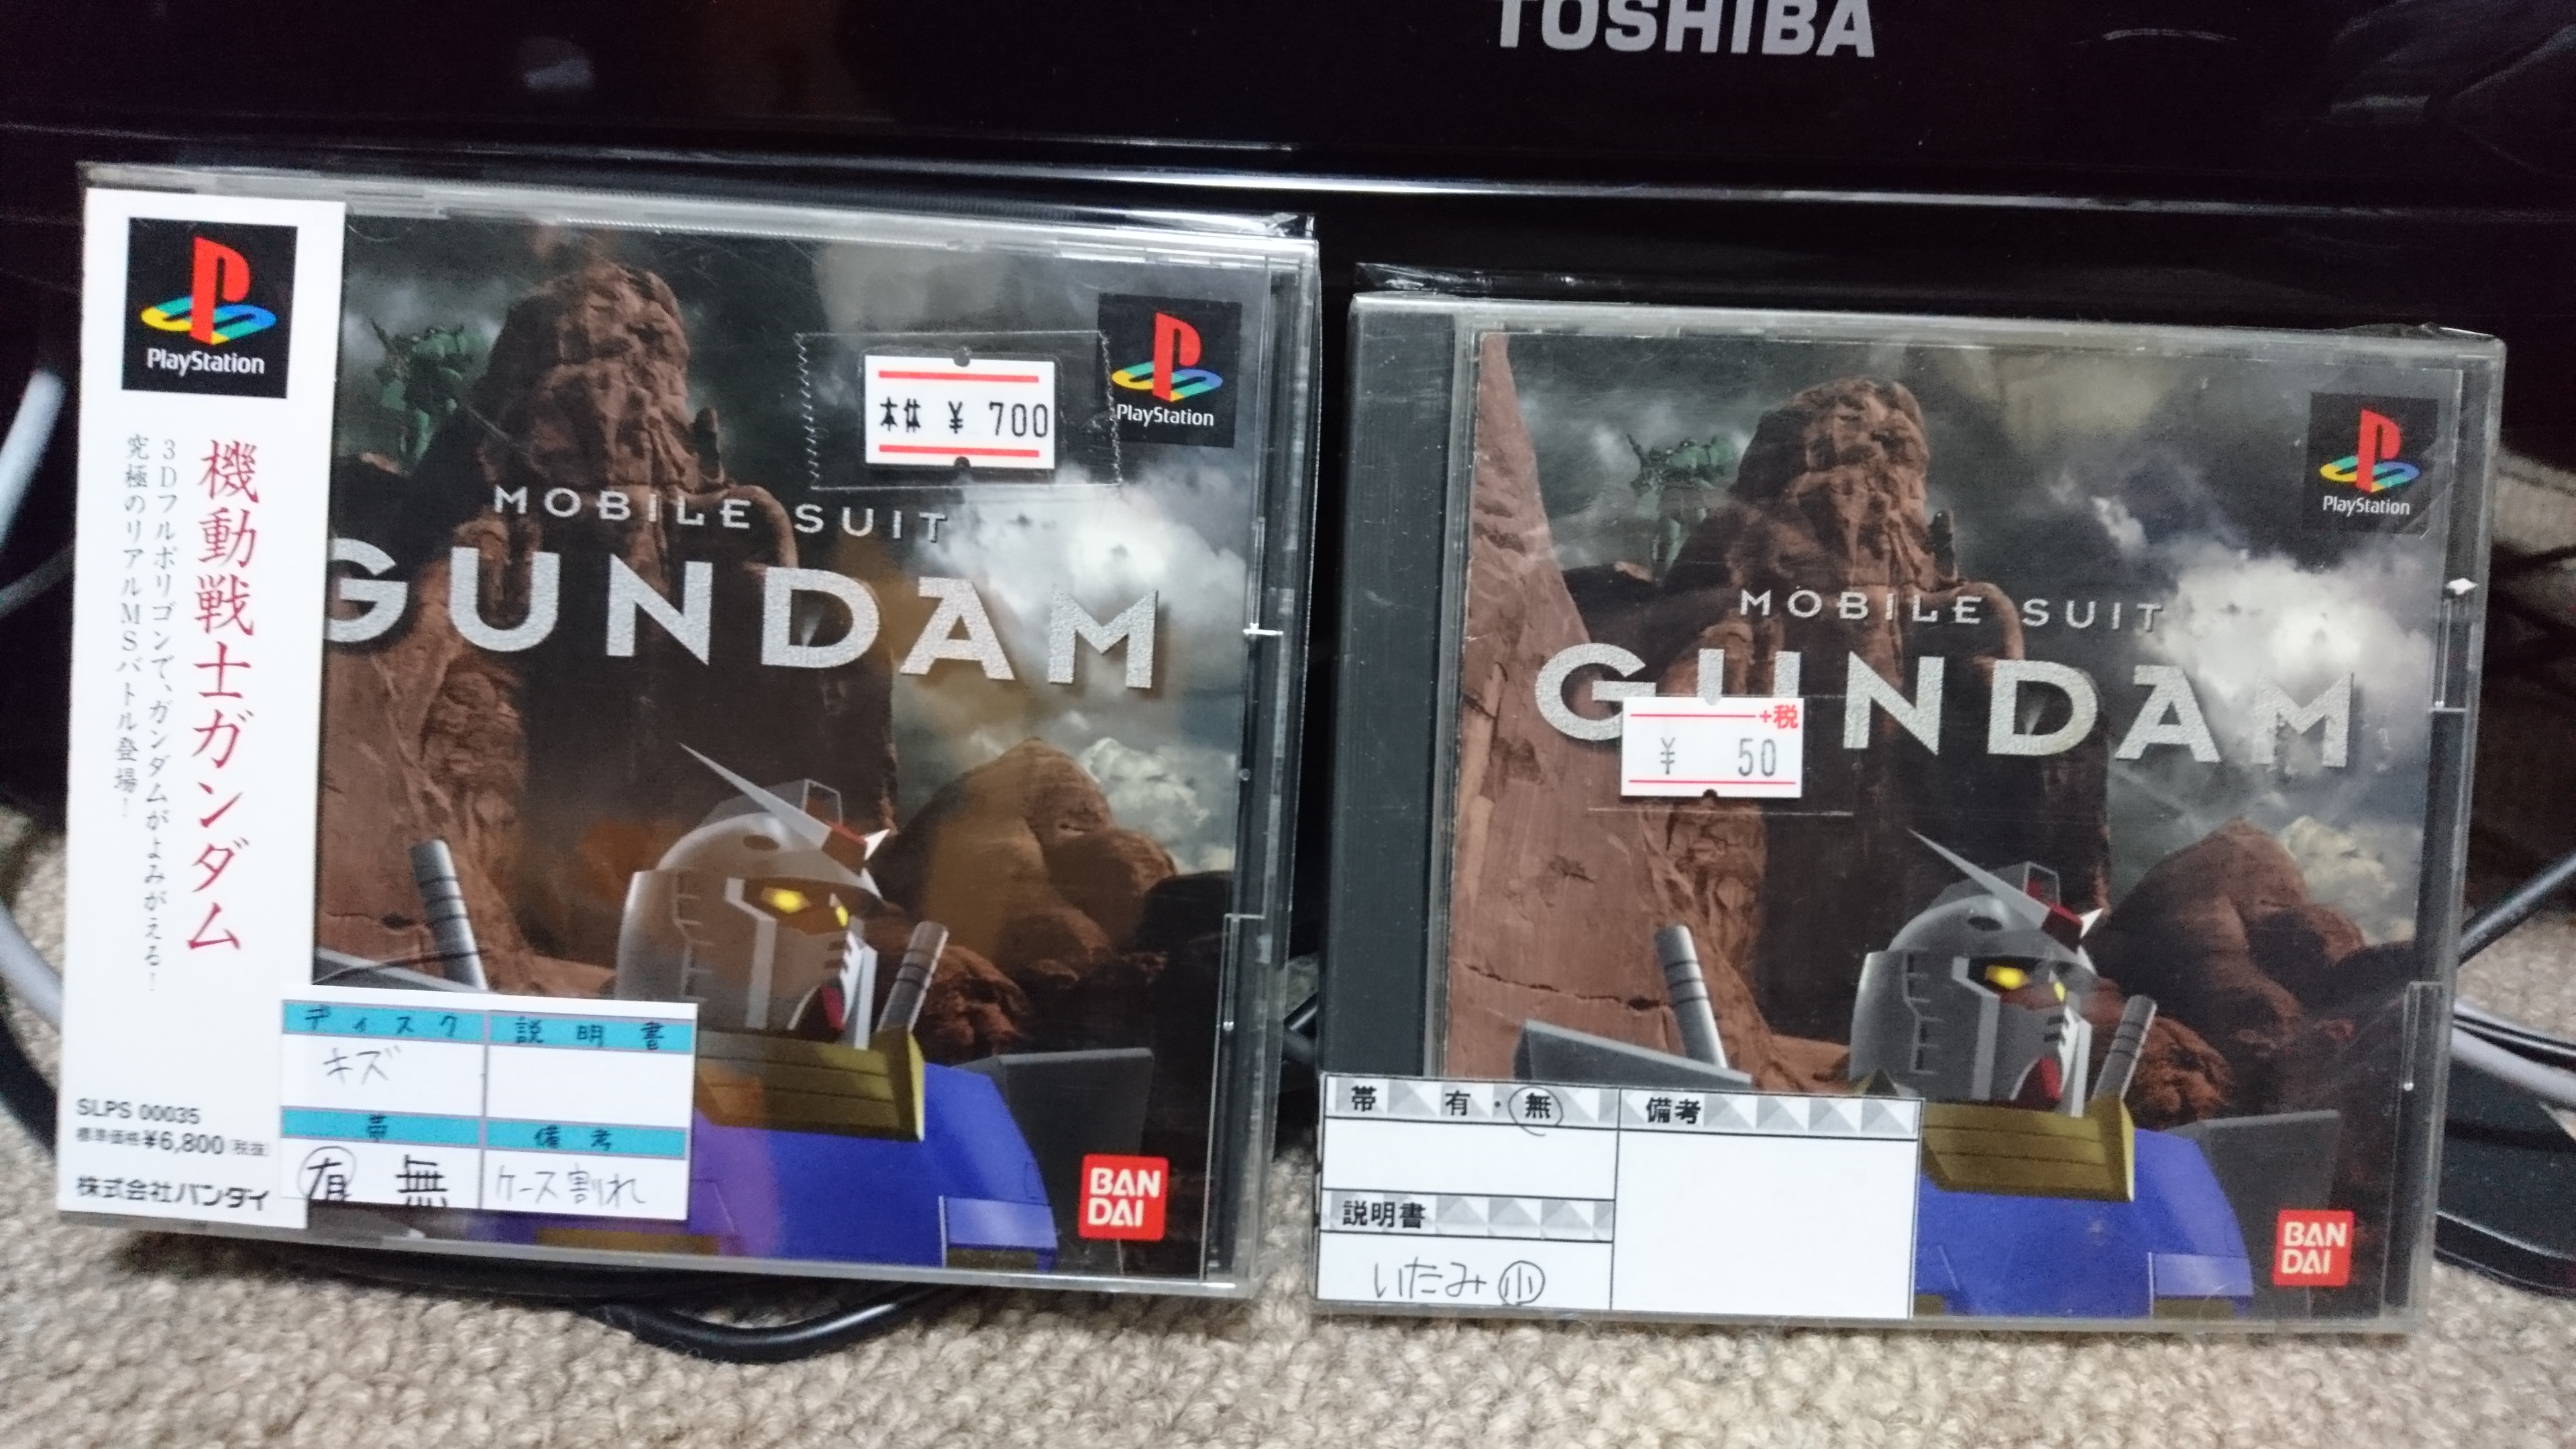 TOSHIBA
PlayStation
機動戦士ガンダム
3Dフルポリゴンで、ガンダムがよみがえる!
究極のリアルMSバトル登場!
SLPS 00035
標準価格¥6,800(税抜)
株式会社バンダイ
本体 ¥ 700
PlayStation
MOBILE SUIT
GUNDAM
ディスク 説明書
キズ
帯 備考
有 無 ケース割れ
BAN
DAI
PlayStation
MOBILE SUIT
GUNDAM
+税
¥ 50
帯 有・無 備考
説明書
いたみ小
BAN
DAI